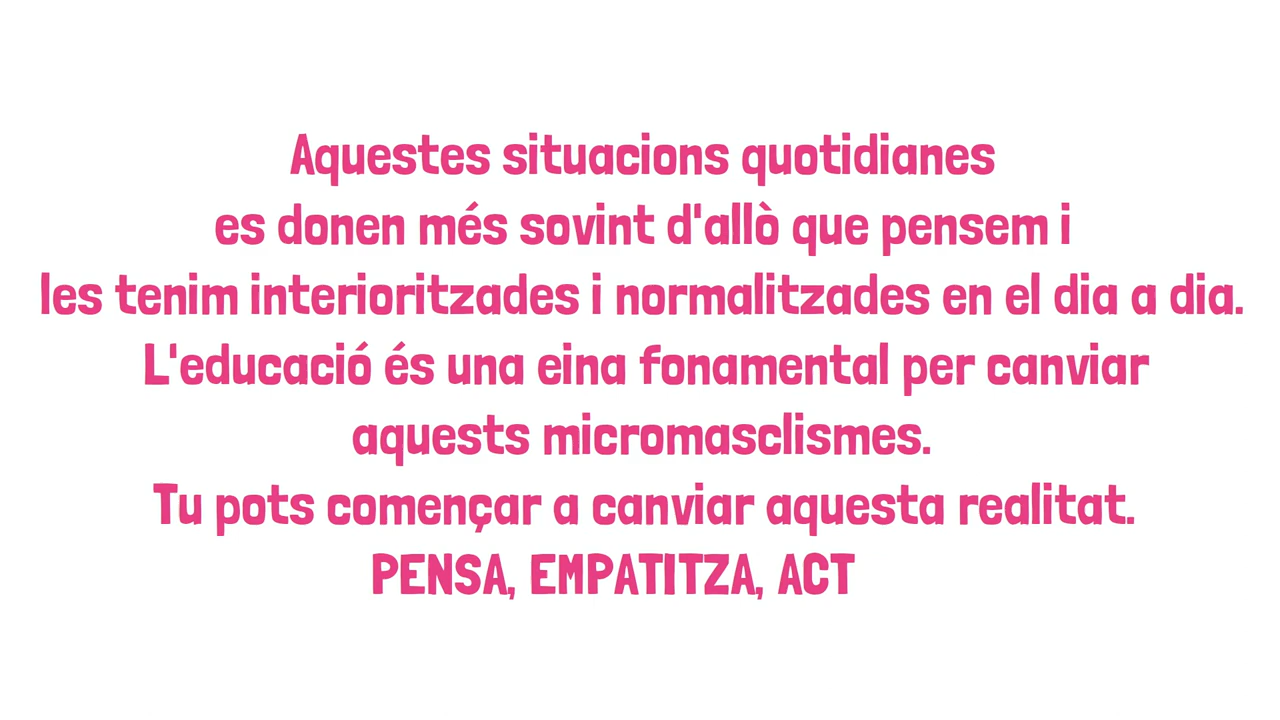 Aquestes situacions quotidianes
es donen més sovint d'allò que pensem i
les tenim interioritzades i normalitzades en el dia a dia.
L'educació és una eina fonamental per canviar
aquests micromasclismes.
Tu pots començar a canviar aquesta realitat.
PENSA, EMPATITZA, ACT